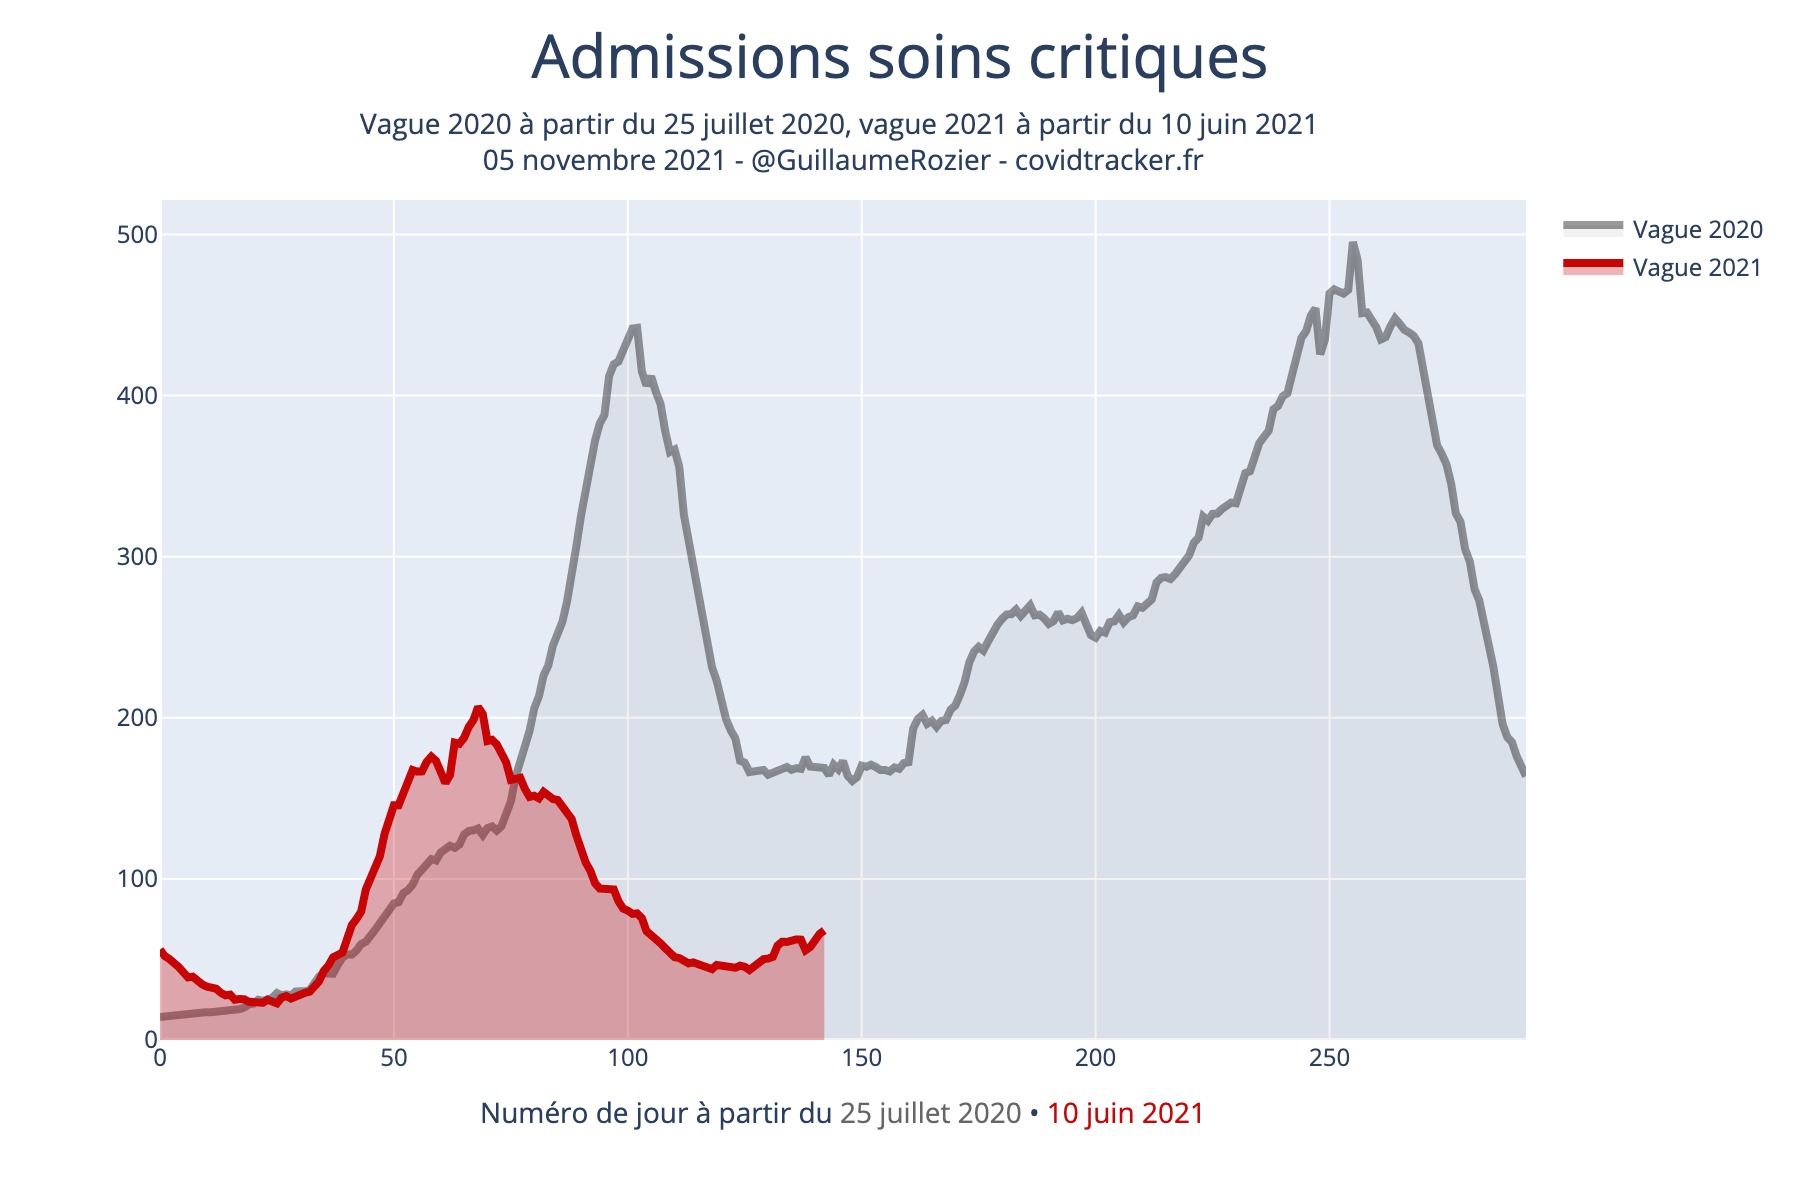 Admissions soins critiques
Vague 2020 à partir du 25 juillet 2020, vague 2021 à partir du 10 juin 2021
05 novembre 2021 - @GuillaumeRozier - covidtracker.fr
Vague 2020
Vague 2021
500
400
300
200
100
0
0 50 100 150 200 250
Numéro de jour à partir du 25 juillet 2020 • 10 juin 2021